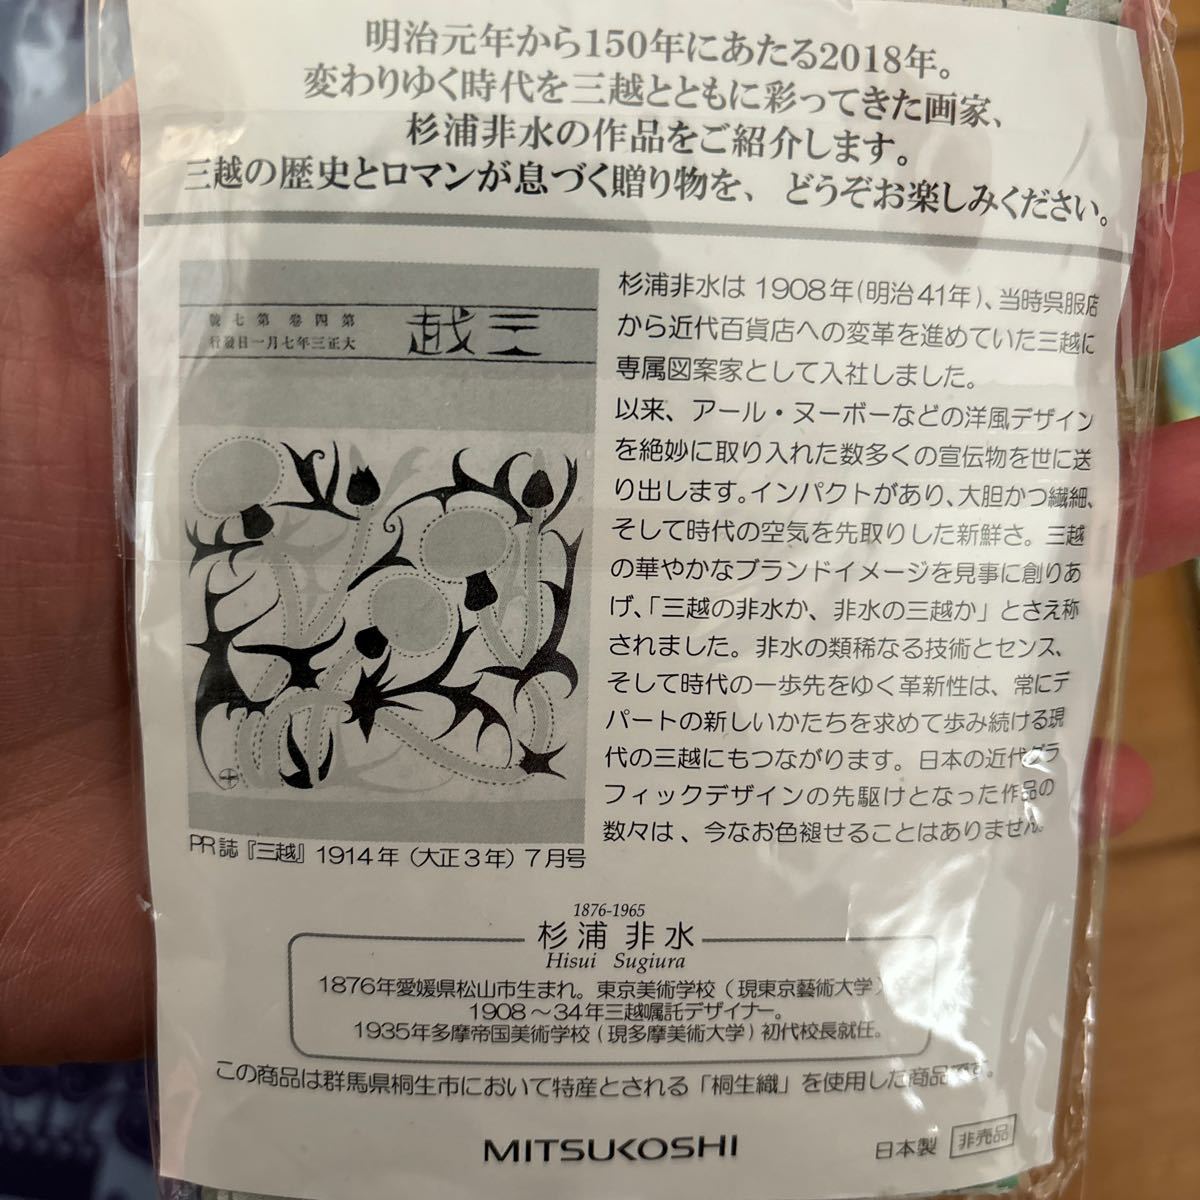 明治元年から150年にあたる2018年。
変わりゆく時代を三越とともに彩ってきた画家、
杉浦非水の作品をご紹介します。
三越の歴史とロマンが息づく贈り物を、どうぞお楽しみください。
號七第卷四第
行發日一月七年三正大
越三
PR誌『三越』1914年（大正3年）7月号
杉浦非水は1908年(明治41年)、当時呉服店
から近代百貨店への変革を進めていた三越に
専属図案家として入社しました。
以来、アール・ヌーボーなどの洋風デザイン
を絶妙に取り入れた数多くの宣伝物を世に送
り出します。インパクトがあり、大胆かつ繊細、
そして時代の空気を先取りした新鮮さ。三越
の華やかなブランドイメージを見事に創りあ
げ、「三越の非水か、非水の三越か」とさえ称
されました。非水の類稀なる技術とセンス、
そして時代の一歩先をゆく革新性は、常にデ
パートの新しいかたちを求めて歩み続ける現
代の三越にもつながります。日本の近代グラ
フィックデザインの先駆けとなった作品の
数々は、今なお色褪せることはありません。
1876-1965
杉浦 非水
Hisui Sugiura
1876年愛媛県松山市生まれ。東京美術学校（現東京藝術大学）
1908～34年三越嘱託デザイナー。
1935年多摩帝国美術学校（現多摩美術大学）初代校長就任。
この商品は群馬県桐生市において特産とされる「桐生織」を使用した商品です。
MITSUKOSHI
日本製 非売品